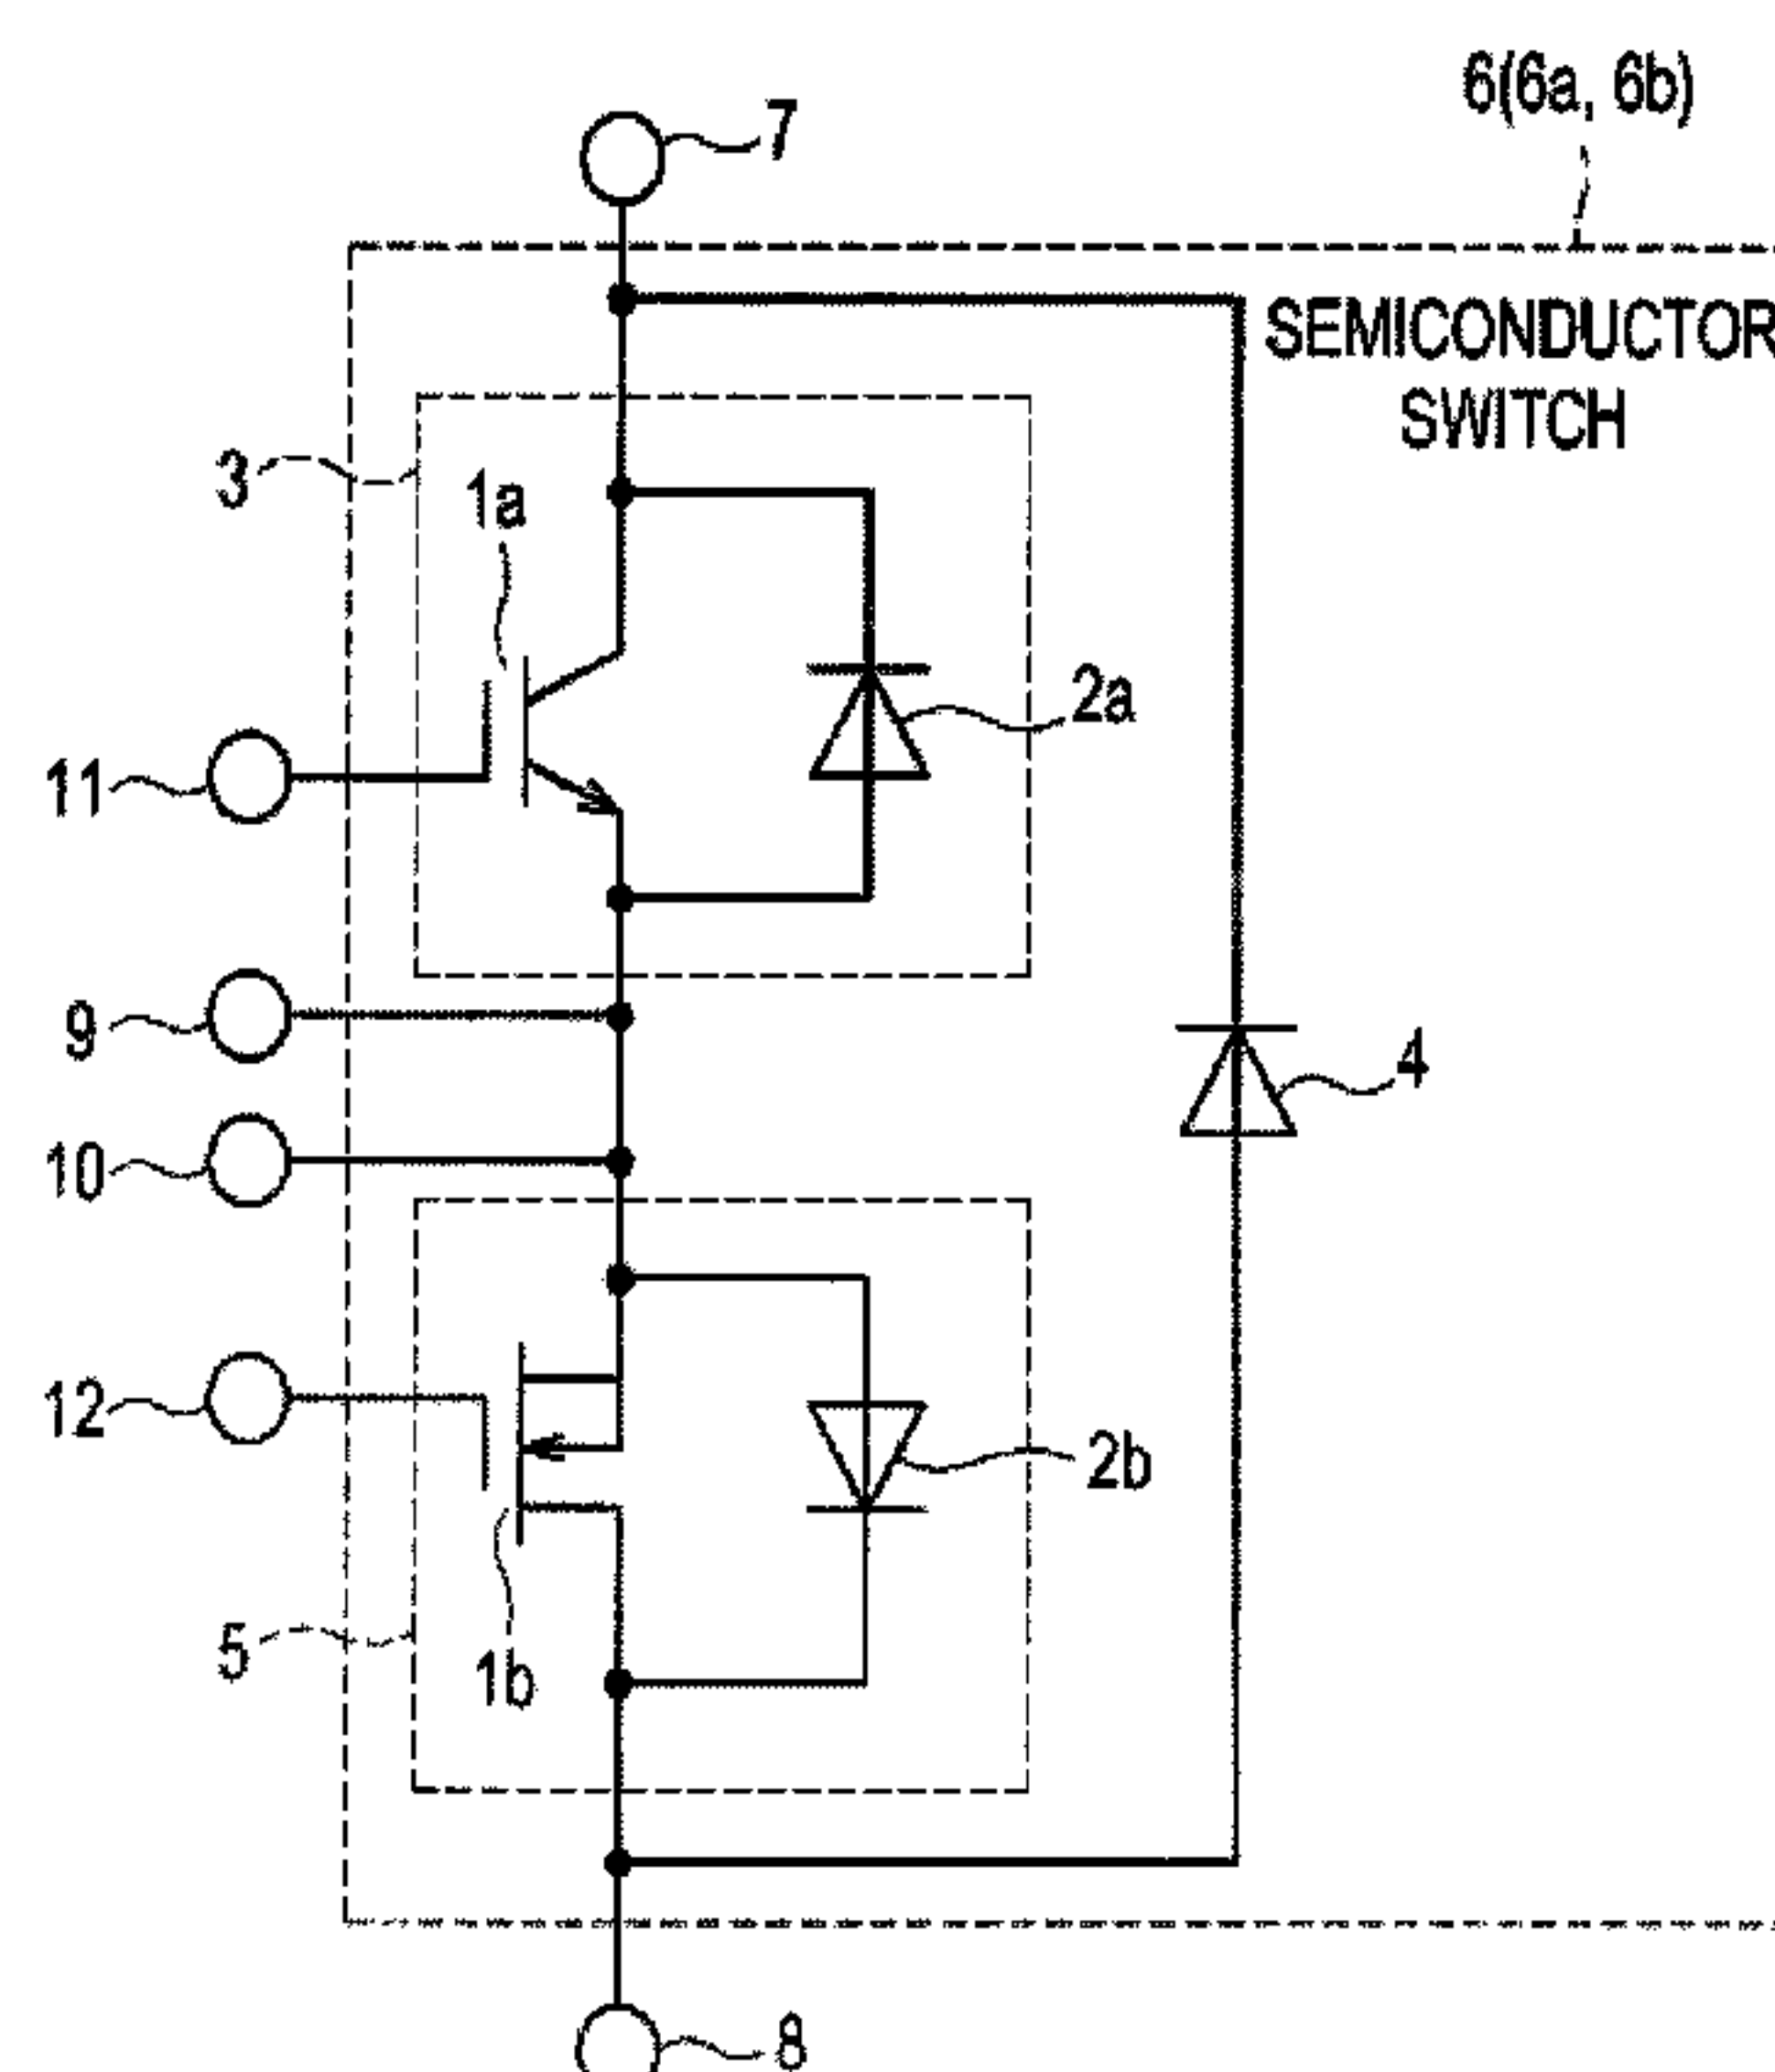 6(6a, 6b)
7
SEMICONDUCTOR
SWITCH
3
1a
2a
11
9
4
10
12
2b
5
1b
8